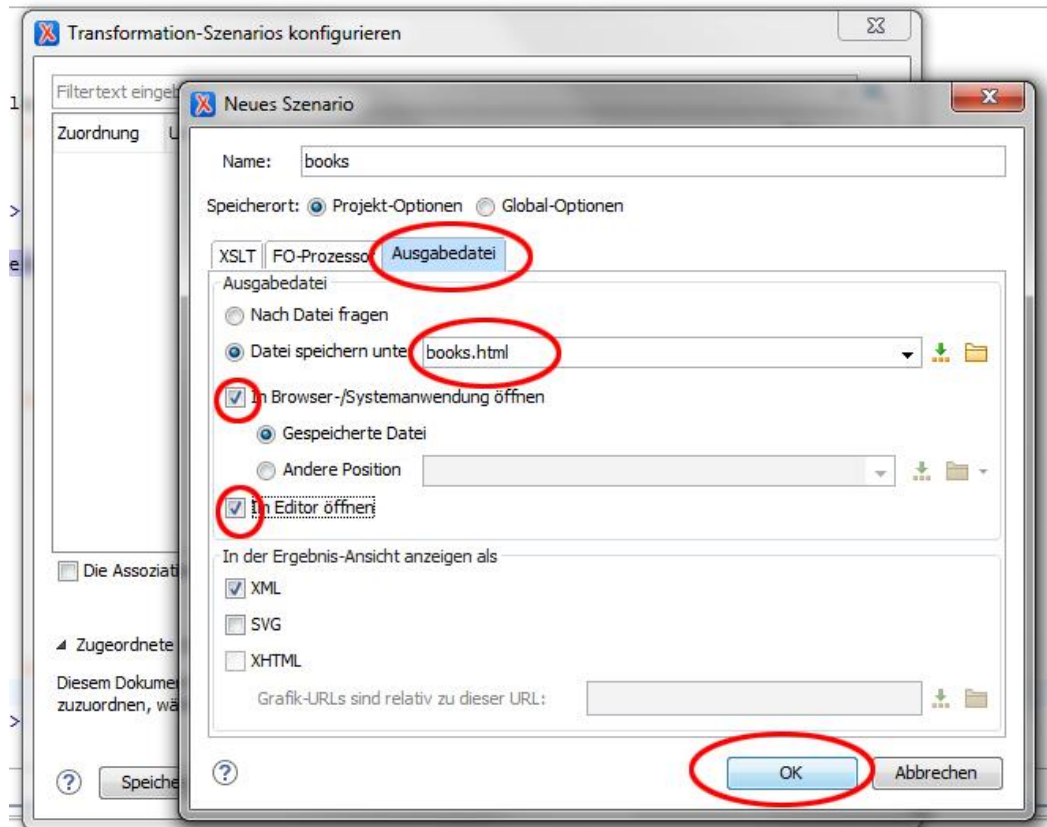 Transformation-Szenarios konfigurieren
Filtertext eingeb
Zuordnung U
Neues Szenario
Name: books
Speicherort: Projekt-Optionen Global-Optionen
XSLT FO-Prozesso Ausgabedatei
Ausgabedatei
Nach Datei fragen
Datei speichern unte books.html
In Browser-/Systemanwendung öffnen
Gespeicherte Datei
Andere Position
In Editor öffnen
In der Ergebnis-Ansicht anzeigen als
XML
SVG
XHTML
Grafik-URLs sind relativ zu dieser URL:
Die Assoziati
Zugeordnete
Diesem Dokume
zuzuordnen, wä
Speiche
OK Abbrechen